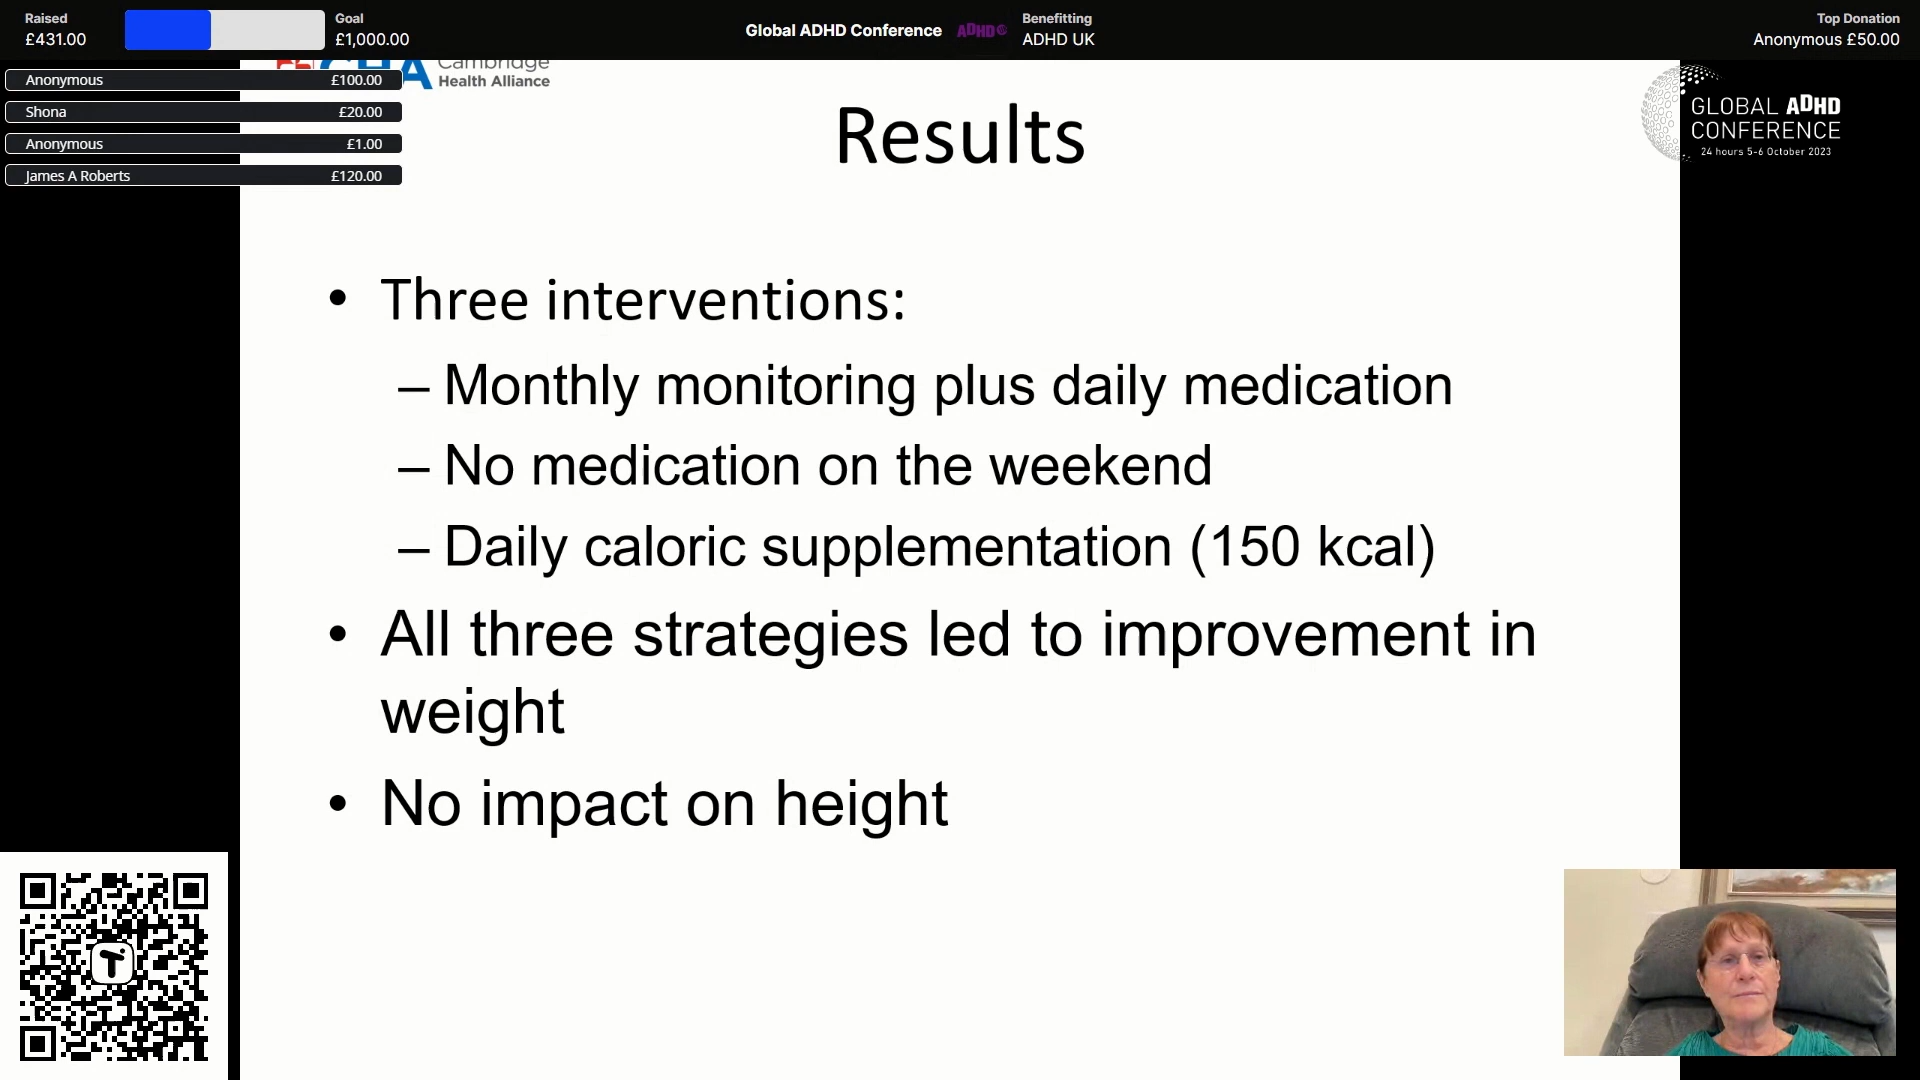 Raised
£431.00
Goal
£1,000.00
Global ADHD Conference
ADHD
Benefitting
ADHD UK
Top Donation
Anonymous £50.00
Anonymous £100.00
Shona £20.00
Anonymous £1.00
James A Roberts £120.00
CHA
Cambridge
Health Alliance
GLOBAL ADHD
CONFERENCE
24 hours 5-6 October 2023
Results
• Three interventions:
– Monthly monitoring plus daily medication
– No medication on the weekend
– Daily caloric supplementation (150 kcal)
• All three strategies led to improvement in
weight
• No impact on height
T